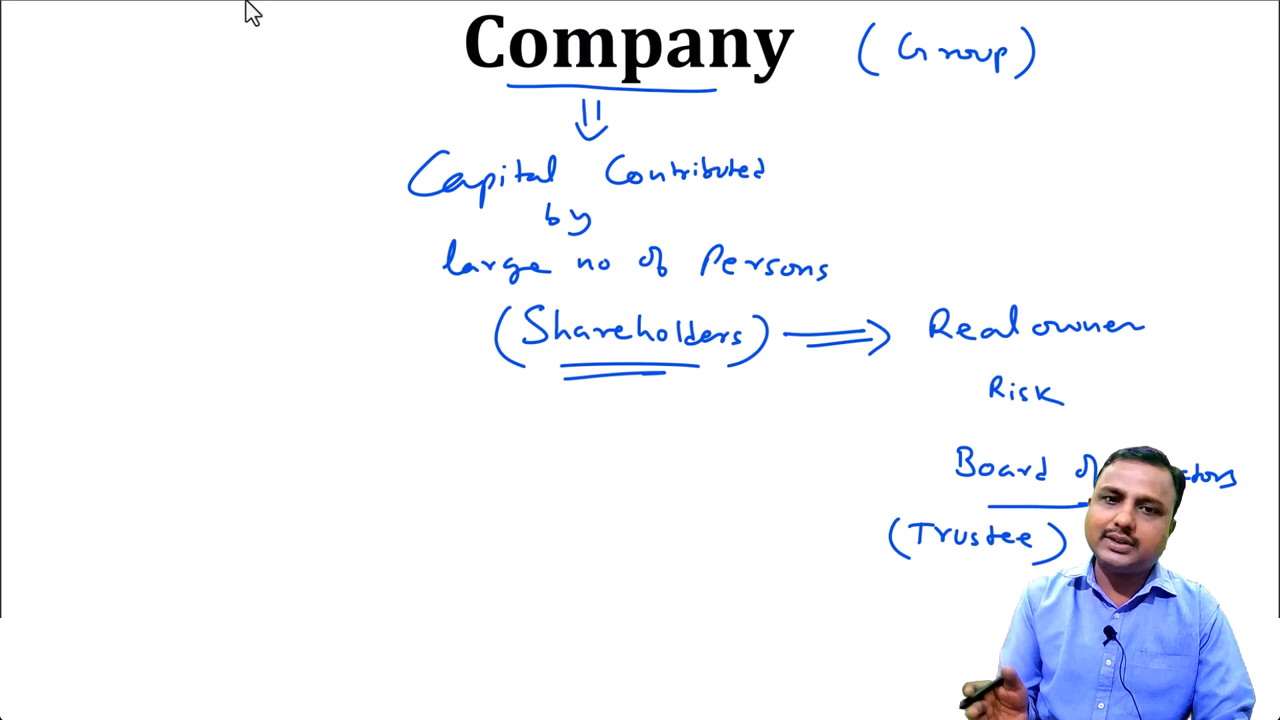 Company (Group)
Capital Contributed
by
large no of Persons
(Shareholders) ⇒ Real owner
Risk
Board of
(Trustee)